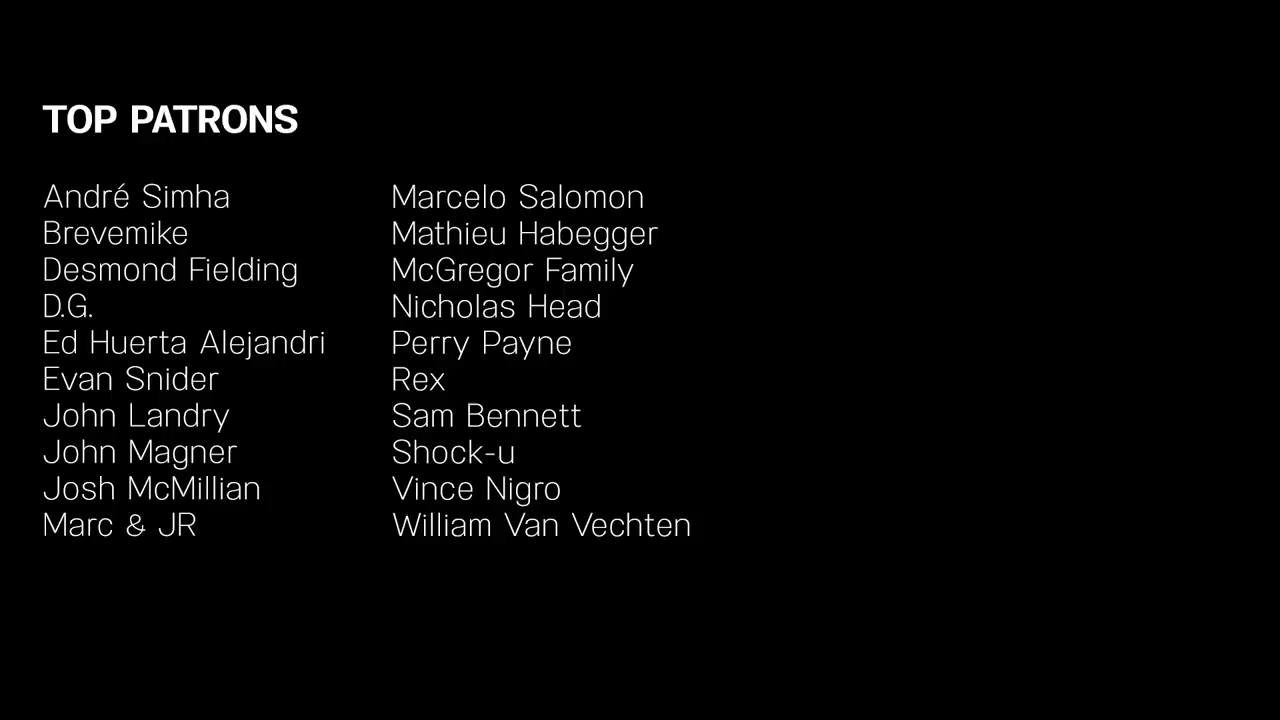 TOP PATRONS
André Simha
Brevemike
Desmond Fielding
D.G.
Ed Huerta Alejandri
Evan Snider
John Landry
John Magner
Josh McMillian
Marc & JR
Marcelo Salomon
Mathieu Habegger
McGregor Family
Nicholas Head
Perry Payne
Rex
Sam Bennett
Shock-u
Vince Nigro
William Van Vechten